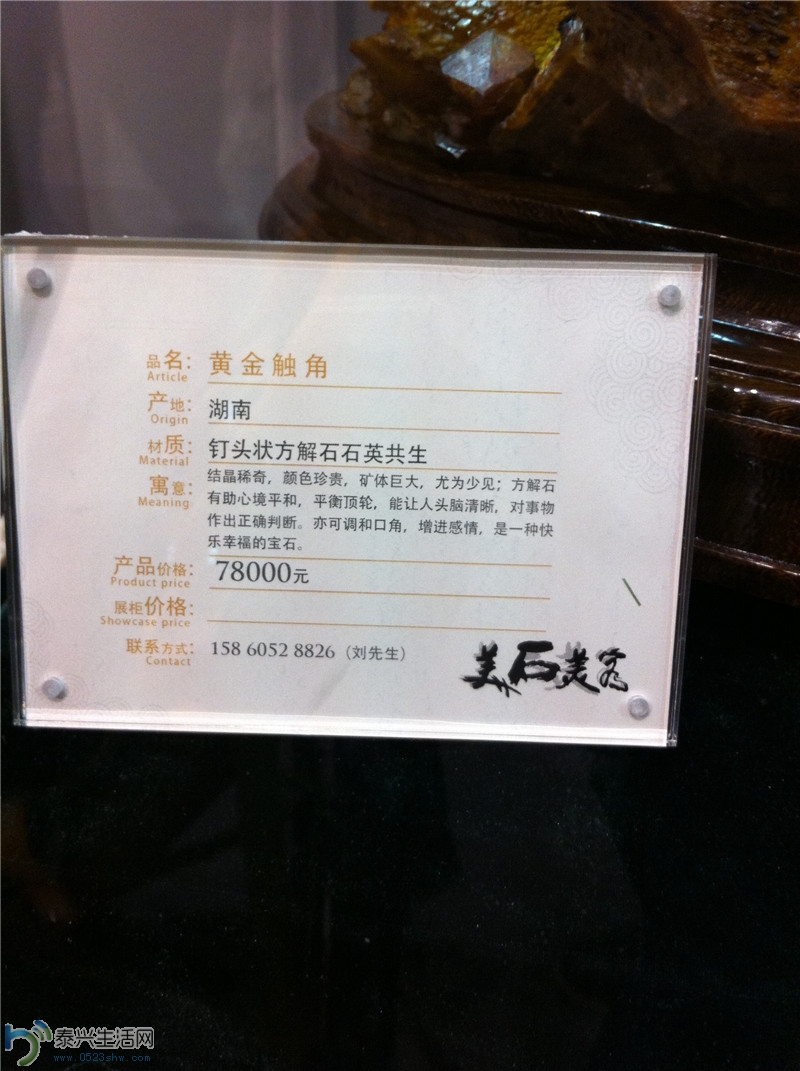 品名： 黄金触角
Article
产地： 湖南
Origin
材质： 钉头状方解石石英共生
Material
寓意： 结晶稀奇，颜色珍贵，矿体巨大，尤为少见；方解石
Meaning 有助心境平和，平衡顶轮，能让人头脑清晰，对事物
作出正确判断。亦可调和口角，增进感情，是一种快
乐幸福的宝石。
产品价格： 78000元
Product price
展柜价格：
Showcase price
联系方式： 158 6052 8826（刘先生）
Contact
泰兴生活网
www.0523shw.com